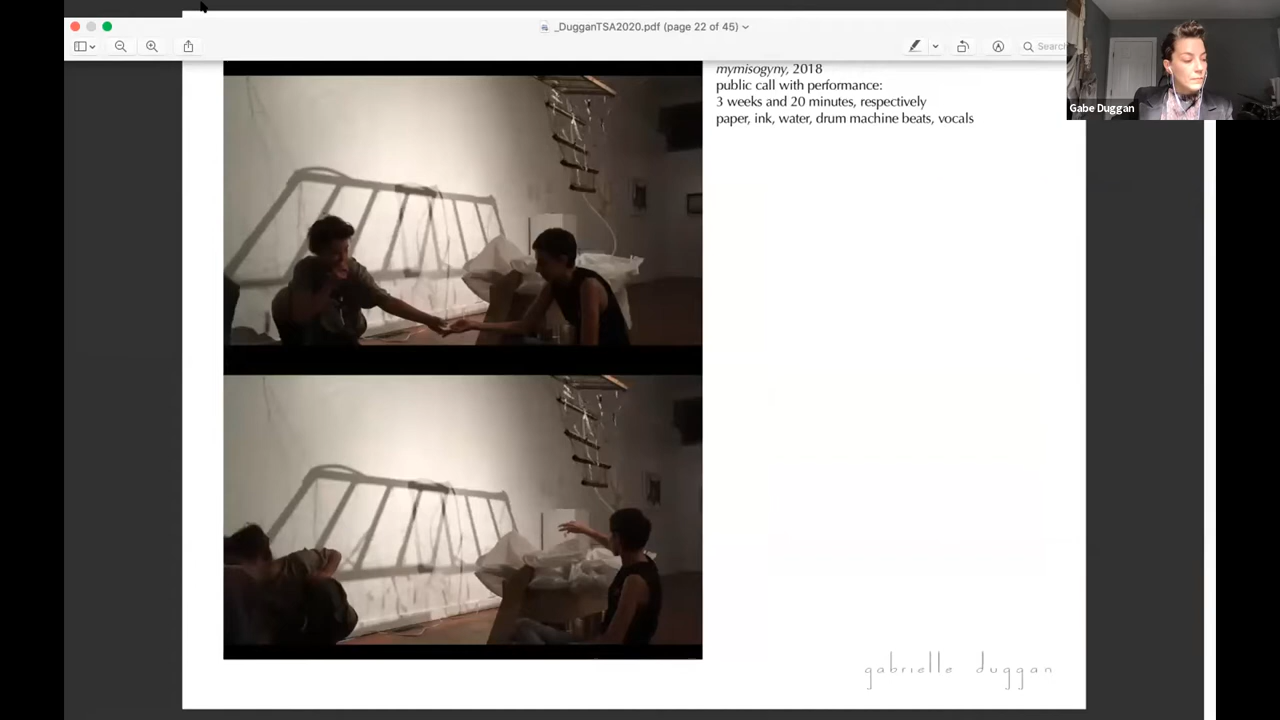 _DugganTSA2020.pdf (page 22 of 45)
Search
Gabe Duggan
mymisogyny, 2018
public call with performance:
3 weeks and 20 minutes, respectively
paper, ink, water, drum machine beats, vocals
gabrielle duggan